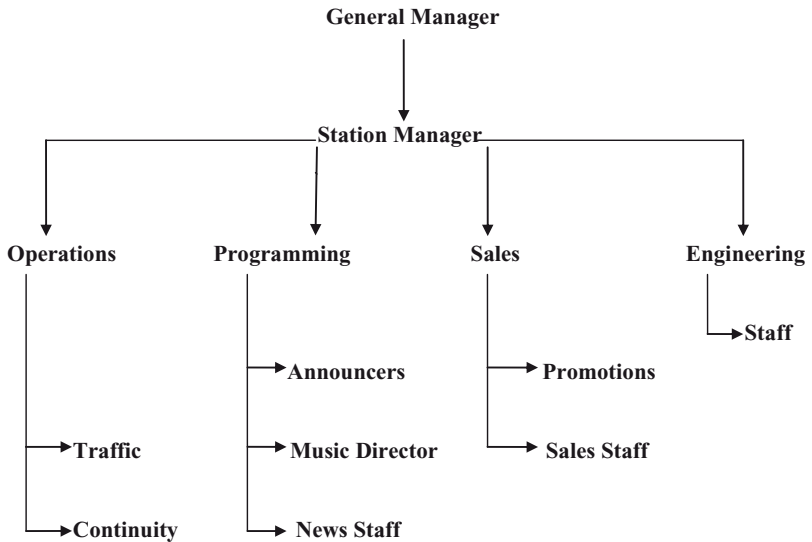 General Manager
Station Manager
Operations
Programming
Sales
Engineering
Staff
Announcers
Promotions
Traffic
Music Director
Sales Staff
Continuity
News Staff